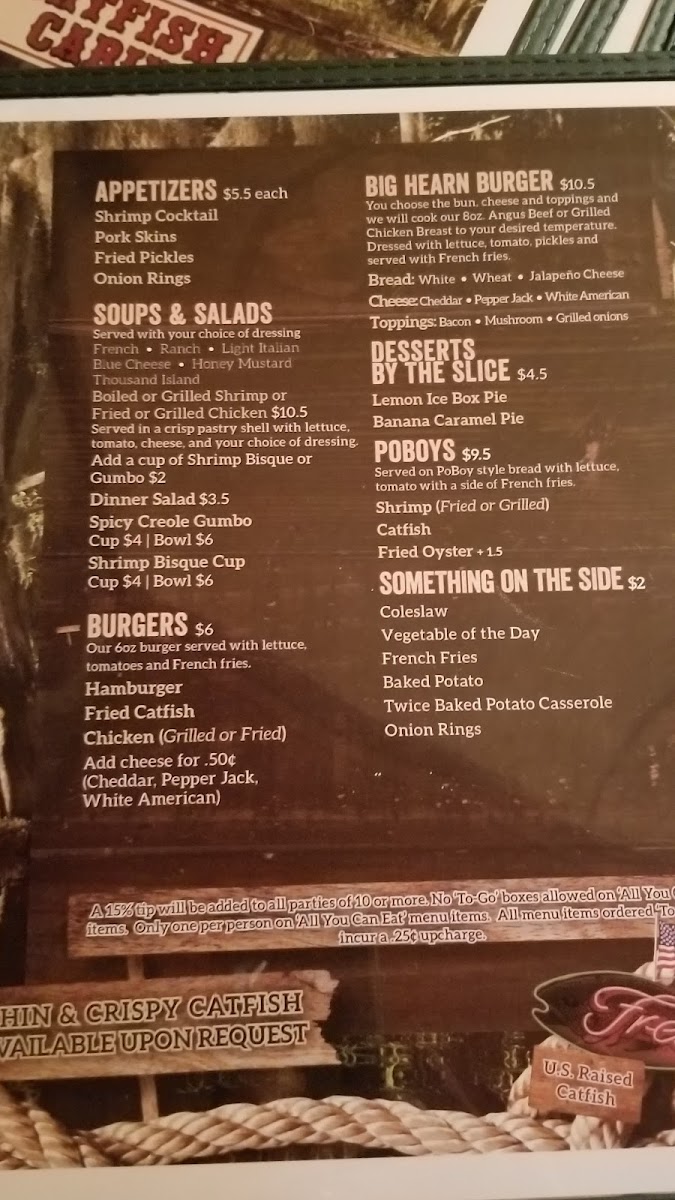 CATFISH
CABIN
APPETIZERS $5.5 each
Shrimp Cocktail
Pork Skins
Fried Pickles
Onion Rings
SOUPS & SALADS
Served with your choice of dressing
French • Ranch • Light Italian
Blue Cheese • Honey Mustard
Thousand Island
Boiled or Grilled Shrimp or
Fried or Grilled Chicken $10.5
Served in a crisp pastry shell with lettuce,
tomato, cheese, and your choice of dressing.
Add a cup of Shrimp Bisque or
Gumbo $2
Dinner Salad $3.5
Spicy Creole Gumbo
Cup $4 | Bowl $6
Shrimp Bisque Cup
Cup $4 | Bowl $6
BURGERS $6
Our 6oz burger served with lettuce,
tomatoes and French fries.
Hamburger
Fried Catfish
Chicken (Grilled or Fried)
Add cheese for .50¢
(Cheddar, Pepper Jack,
White American)
BIG HEARN BURGER $10.5
You choose the bun, cheese and toppings and
we will cook our 8oz. Angus Beef or Grilled
Chicken Breast to your desired temperature.
Dressed with lettuce, tomato, pickles and
served with French fries.
Bread: White • Wheat • Jalapeño Cheese
Cheese: Cheddar • Pepper Jack • White American
Toppings: Bacon • Mushroom • Grilled onions
DESSERTS
BY THE SLICE $4.5
Lemon Ice Box Pie
Banana Caramel Pie
POBOYS $9.5
Served on PoBoy style bread with lettuce,
tomato with a side of French fries.
Shrimp (Fried or Grilled)
Catfish
Fried Oyster + 1.5
SOMETHING ON THE SIDE $2
Coleslaw
Vegetable of the Day
French Fries
Baked Potato
Twice Baked Potato Casserole
Onion Rings
A 15% tip will be added to all parties of 10 or more. No 'To-Go' boxes allowed on 'All You
items. Only one per person on 'All You Can Eat' menu items. All menu items ordered 'To
incur a .25¢ upcharge.
HIN & CRISPY CATFISH
VAILABLE UPON REQUEST
Fre
U.S. Raised
Catfish